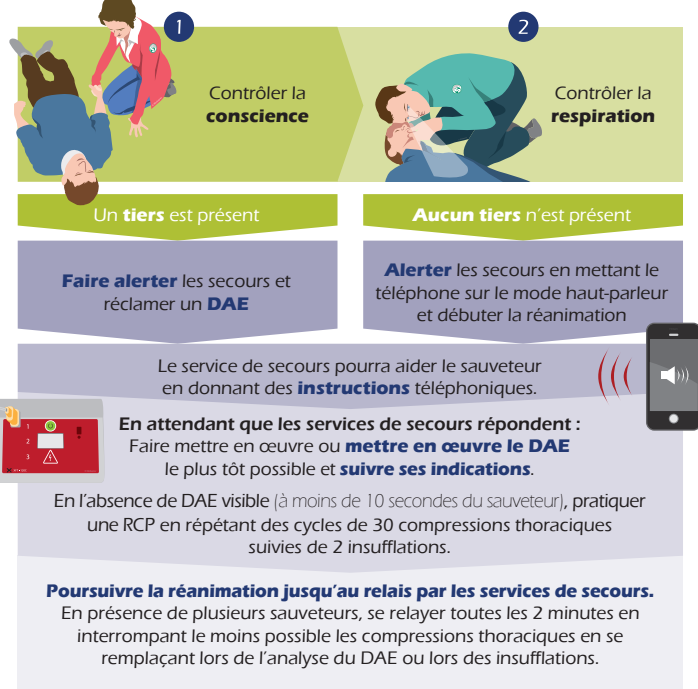 1
2
Contrôler la
conscience
Contrôler la
respiration
Un tiers est présent
Aucun tiers n'est présent
Faire alerter les secours et
réclamer un DAE
Alerter les secours en mettant le
téléphone sur le mode haut-parleur
et débuter la réanimation
Le service de secours pourra aider le sauveteur
en donnant des instructions téléphoniques.
1
2
3
En attendant que les services de secours répondent :
Faire mettre en œuvre ou mettre en œuvre le DAE
le plus tôt possible et suivre ses indications.
En l'absence de DAE visible (à moins de 10 secondes du sauveteur), pratiquer
une RCP en répétant des cycles de 30 compressions thoraciques
suivies de 2 insufflations.
Poursuivre la réanimation jusqu'au relais par les services de secours.
En présence de plusieurs sauveteurs, se relayer toutes les 2 minutes en
interrompant le moins possible les compressions thoraciques en se
remplaçant lors de l'analyse du DAE ou lors des insufflations.